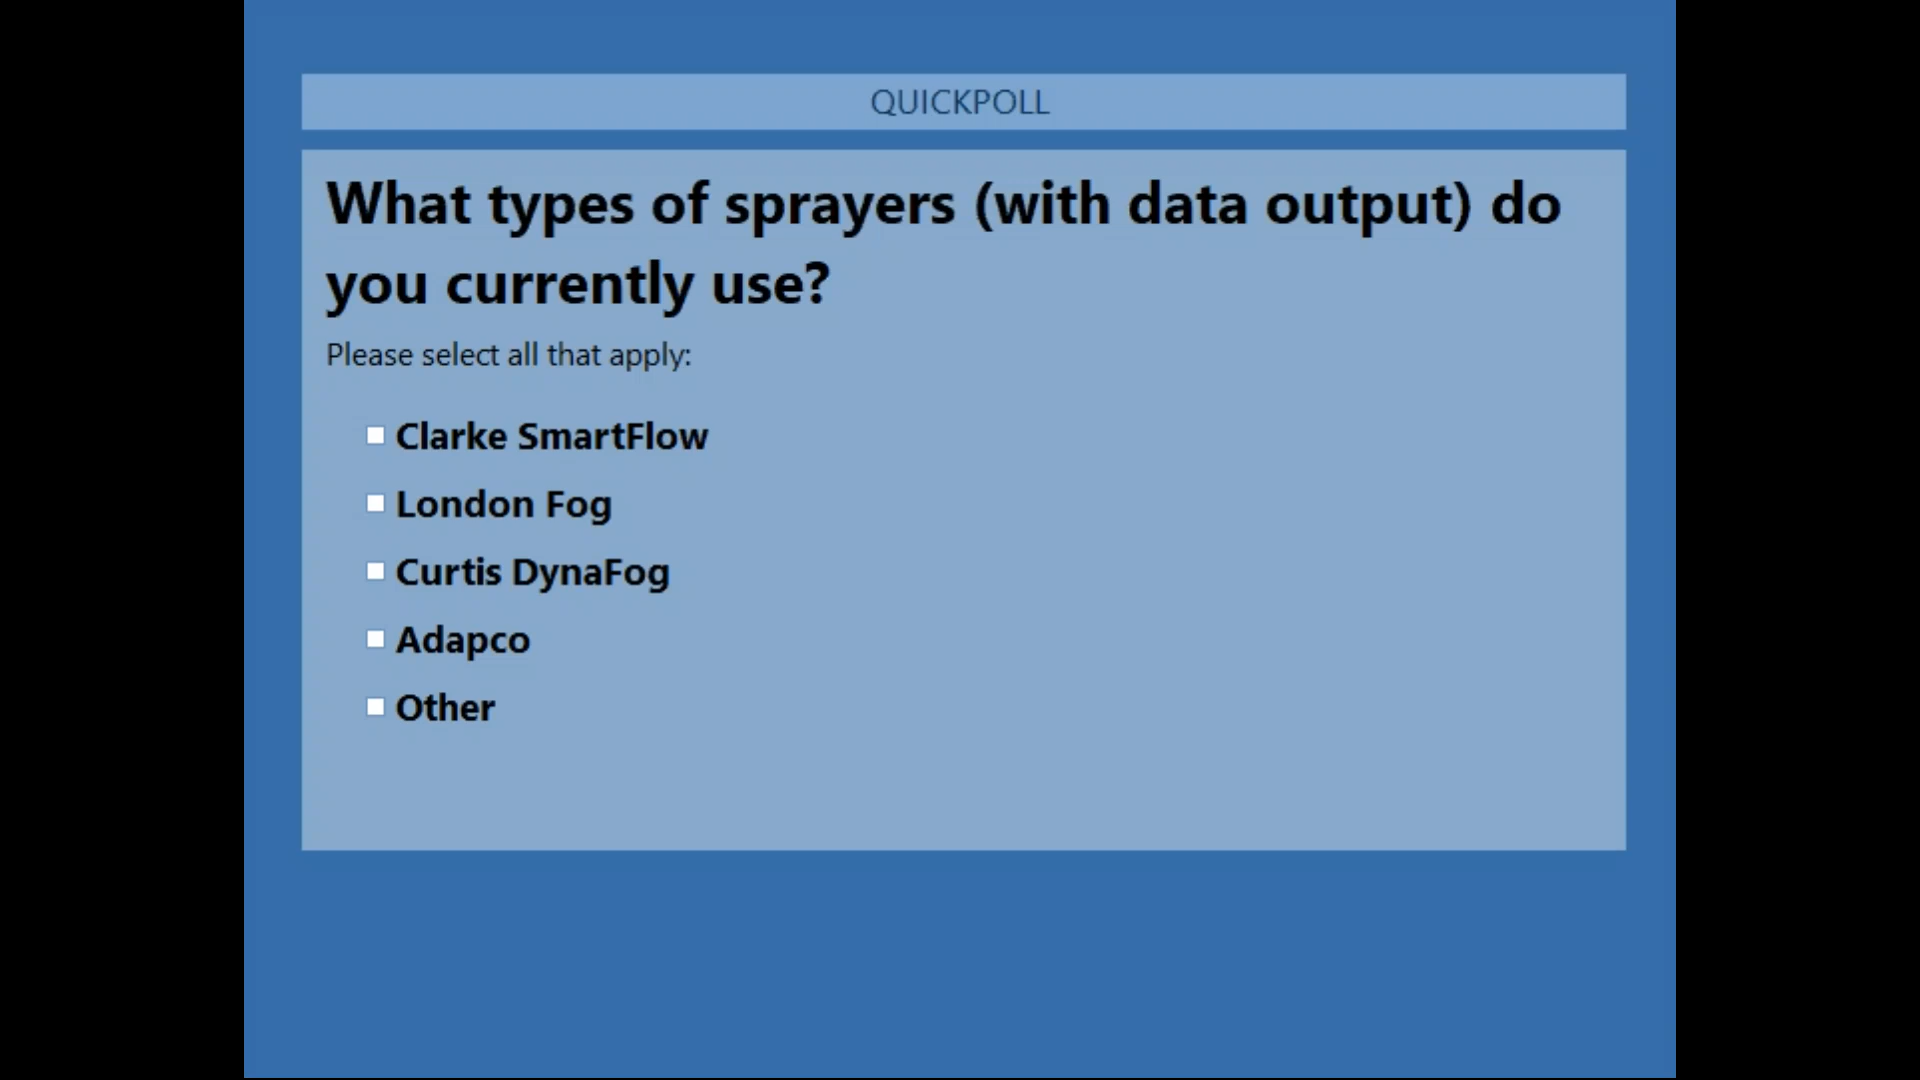 QUICKPOLL
What types of sprayers (with data output) do
you currently use?
Please select all that apply:
Clarke SmartFlow
London Fog
Curtis DynaFog
Adapco
Other